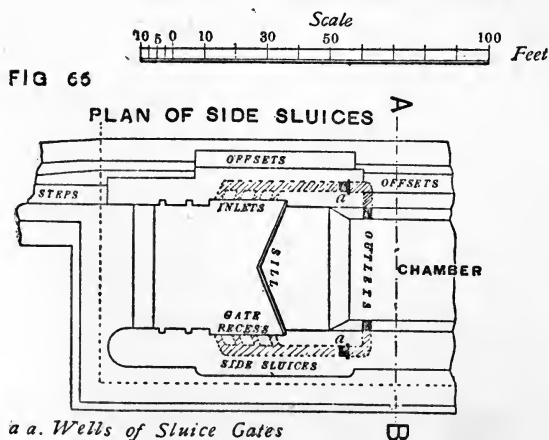 Scale
10 5 0 10 30 50 100
Feet
FIG 66
PLAN OF SIDE SLUICES
A
OFFSETS
STEPS
OFFSETS
a
INLETS
SILL
OUTLETS
CHAMBER
GATE
RECESS
a
SIDE SLUICES
a a. Wells of Sluice Gates
B